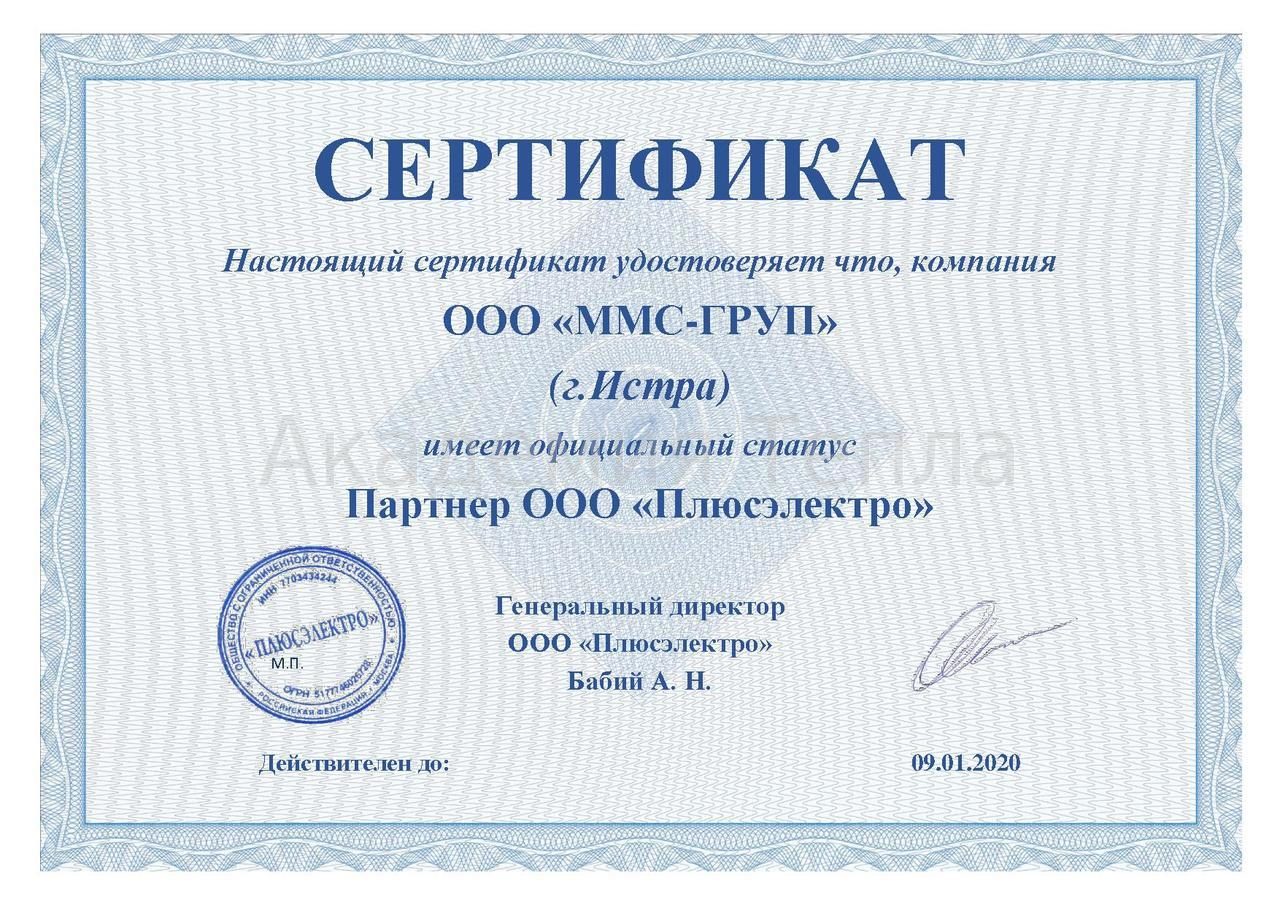 СЕРТИФИКАТ
Настоящий сертификат удостоверяет что, компания
ООО «ММС-ГРУП»
(г.Истра)
имеет официальный статус
Академия Тепла
Партнер ООО «Плюсэлектро»
ОБЩЕСТВО С ОГРАНИЧЕННОЙ ОТВЕТСТВЕННОСТЬЮ
ИНН 7703434244
«ПЛЮСЭЛЕКТРО»
М.П.
ОГРН
РОССИЙСКАЯ ФЕДЕРАЦИЯ, г. МОСКВА
Генеральный директор
ООО «Плюсэлектро»
Бабий А. Н.
Действителен до:
09.01.2020